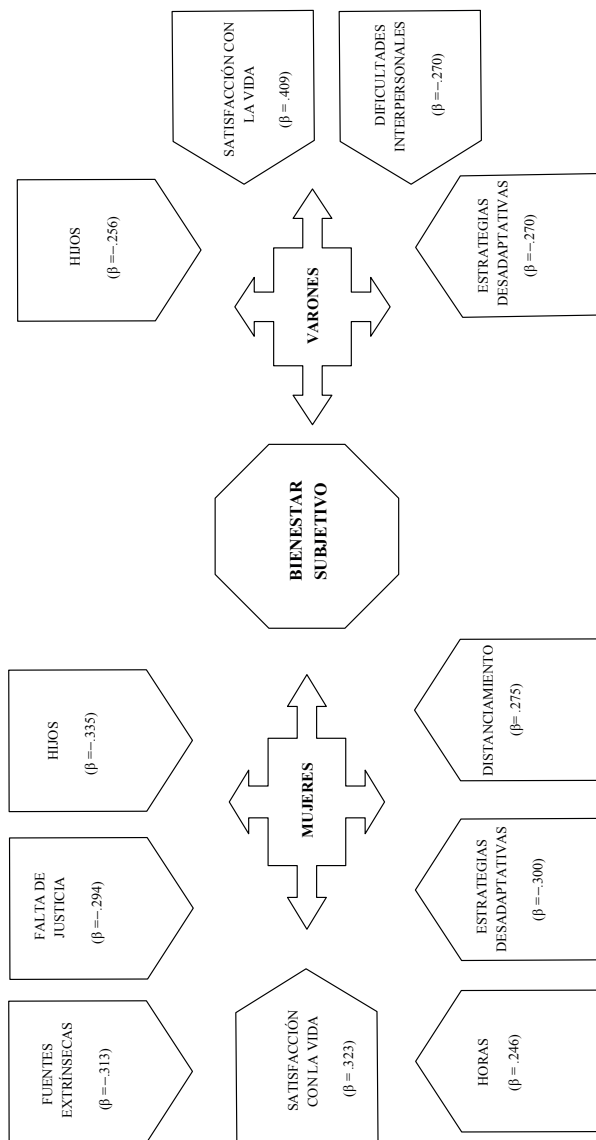 FUENTES
EXTRÍNSECAS
(β =–.313)
FALTA DE
JUSTICIA
(β =–.294)
HIJOS
(β =–.335)
SATISFACCIÓN
CON LA VIDA
(β = .323)
MUJERES
HORAS
(β = .246)
ESTRATEGIAS
DESADAPTATIVAS
(β =–.300)
DISTANCIAMIENTO
(β= .275)
BIENESTAR
SUBJETIVO
HIJOS
(β =–.256)
VARONES
SATISFACCIÓN CON
LA VIDA
(β = .409)
DIFICULTADES
INTERPERSONALES
(β =–.270)
ESTRATEGIAS
DESADAPTATIVAS
(β =–.270)